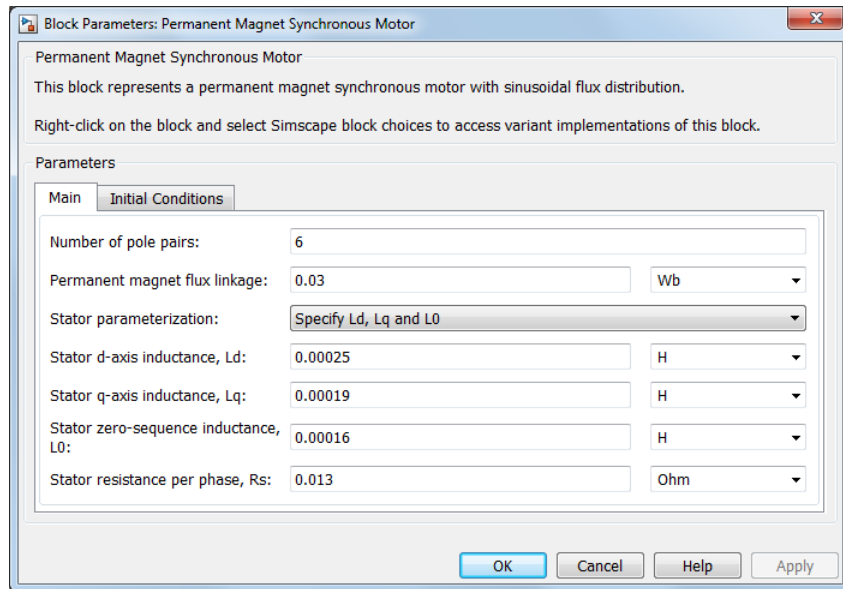 Block Parameters: Permanent Magnet Synchronous Motor
Permanent Magnet Synchronous Motor
This block represents a permanent magnet synchronous motor with sinusoidal flux distribution.
Right-click on the block and select Simscape block choices to access variant implementations of this block.
Parameters
Main Initial Conditions
Number of pole pairs: 6
Permanent magnet flux linkage: 0.03 Wb
Stator parameterization: Specify Ld, Lq and L0
Stator d-axis inductance, Ld: 0.00025 H
Stator q-axis inductance, Lq: 0.00019 H
Stator zero-sequence inductance,
L0: 0.00016 H
Stator resistance per phase, Rs: 0.013 Ohm
OK Cancel Help Apply